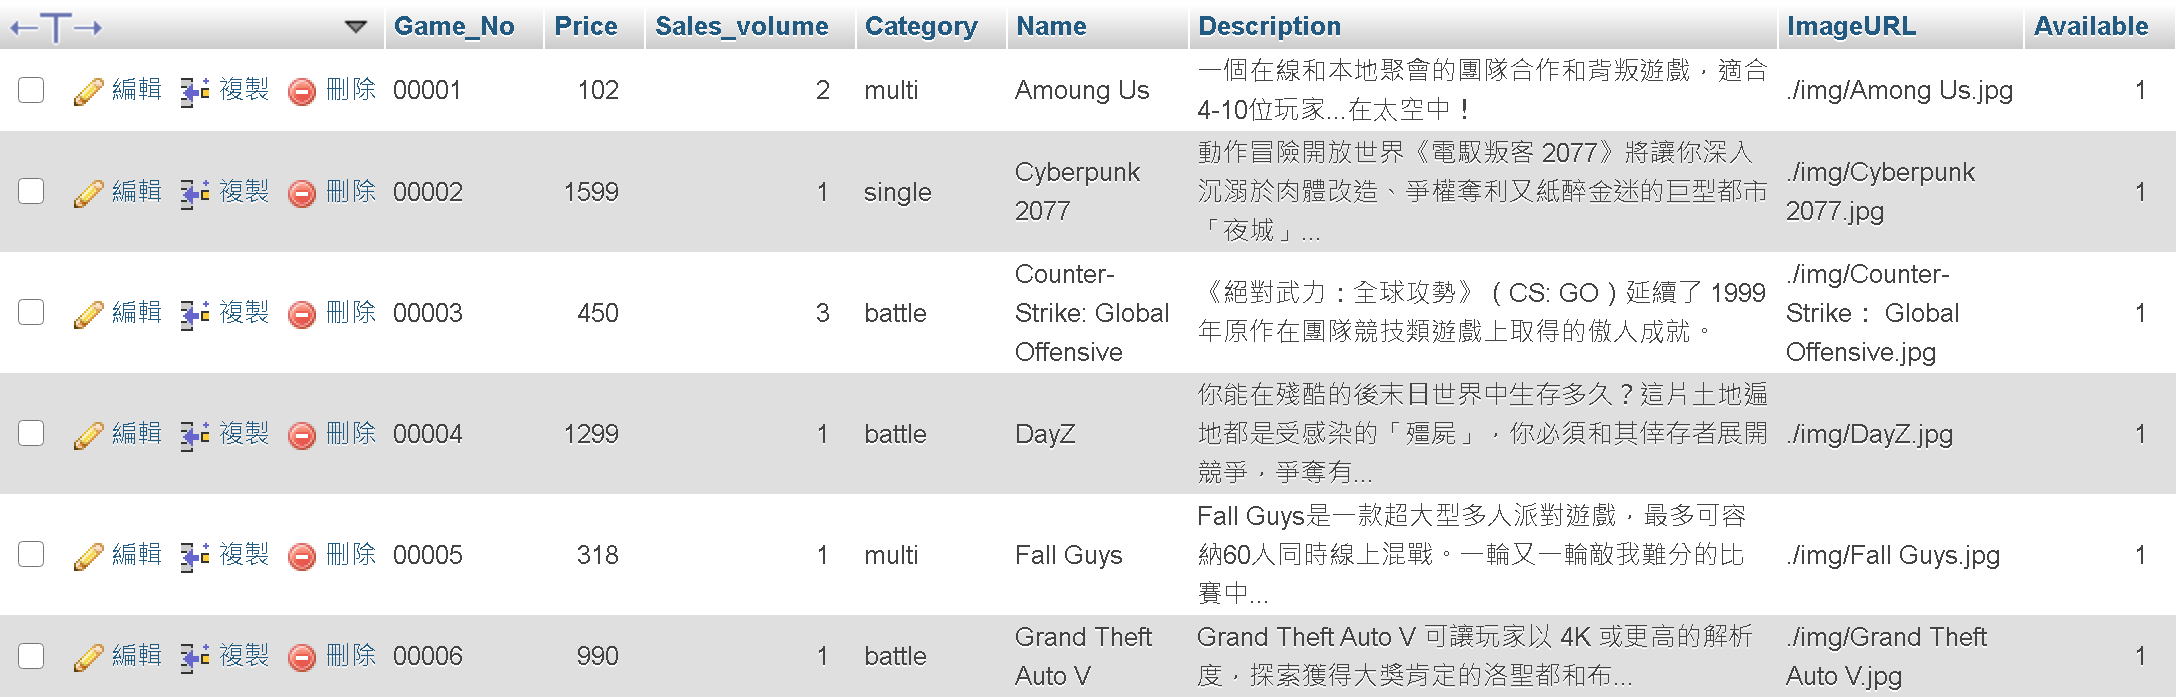 Game_No Price Sales_volume Category Name Description ImageURL Available
編輯 複製 刪除 00001 102 2 multi Amoung Us 一個在線和本地聚會的團隊合作和背叛遊戲，適合
4-10位玩家...在太空中！ ./img/Among Us.jpg 1
編輯 複製 刪除 00002 1599 1 single Cyberpunk
2077 動作冒險開放世界《電馭叛客 2077》將讓你深入
沉溺於肉體改造、爭權奪利又紙醉金迷的巨型都市
「夜城」... ./img/Cyberpunk
2077.jpg 1
編輯 複製 刪除 00003 450 3 battle Counter-
Strike: Global
Offensive 《絕對武力：全球攻勢》（CS: GO）延續了 1999
年原作在團隊競技類遊戲上取得的傲人成就。 ./img/Counter-
Strike： Global
Offensive.jpg 1
編輯 複製 刪除 00004 1299 1 battle DayZ 你能在殘酷的後末日世界中生存多久？這片土地遍
地都是受感染的「殭屍」，你必須和其倖存者展開
競爭，爭奪有... ./img/DayZ.jpg 1
編輯 複製 刪除 00005 318 1 multi Fall Guys Fall Guys是一款超大型多人派對遊戲，最多可容
納60人同時線上混戰。一輪又一輪敵我難分的比
賽中... ./img/Fall Guys.jpg 1
編輯 複製 刪除 00006 990 1 battle Grand Theft
Auto V Grand Theft Auto V 可讓玩家以 4K 或更高的解析
度，探索獲得大獎肯定的洛聖都和布... ./img/Grand Theft
Auto V.jpg 1